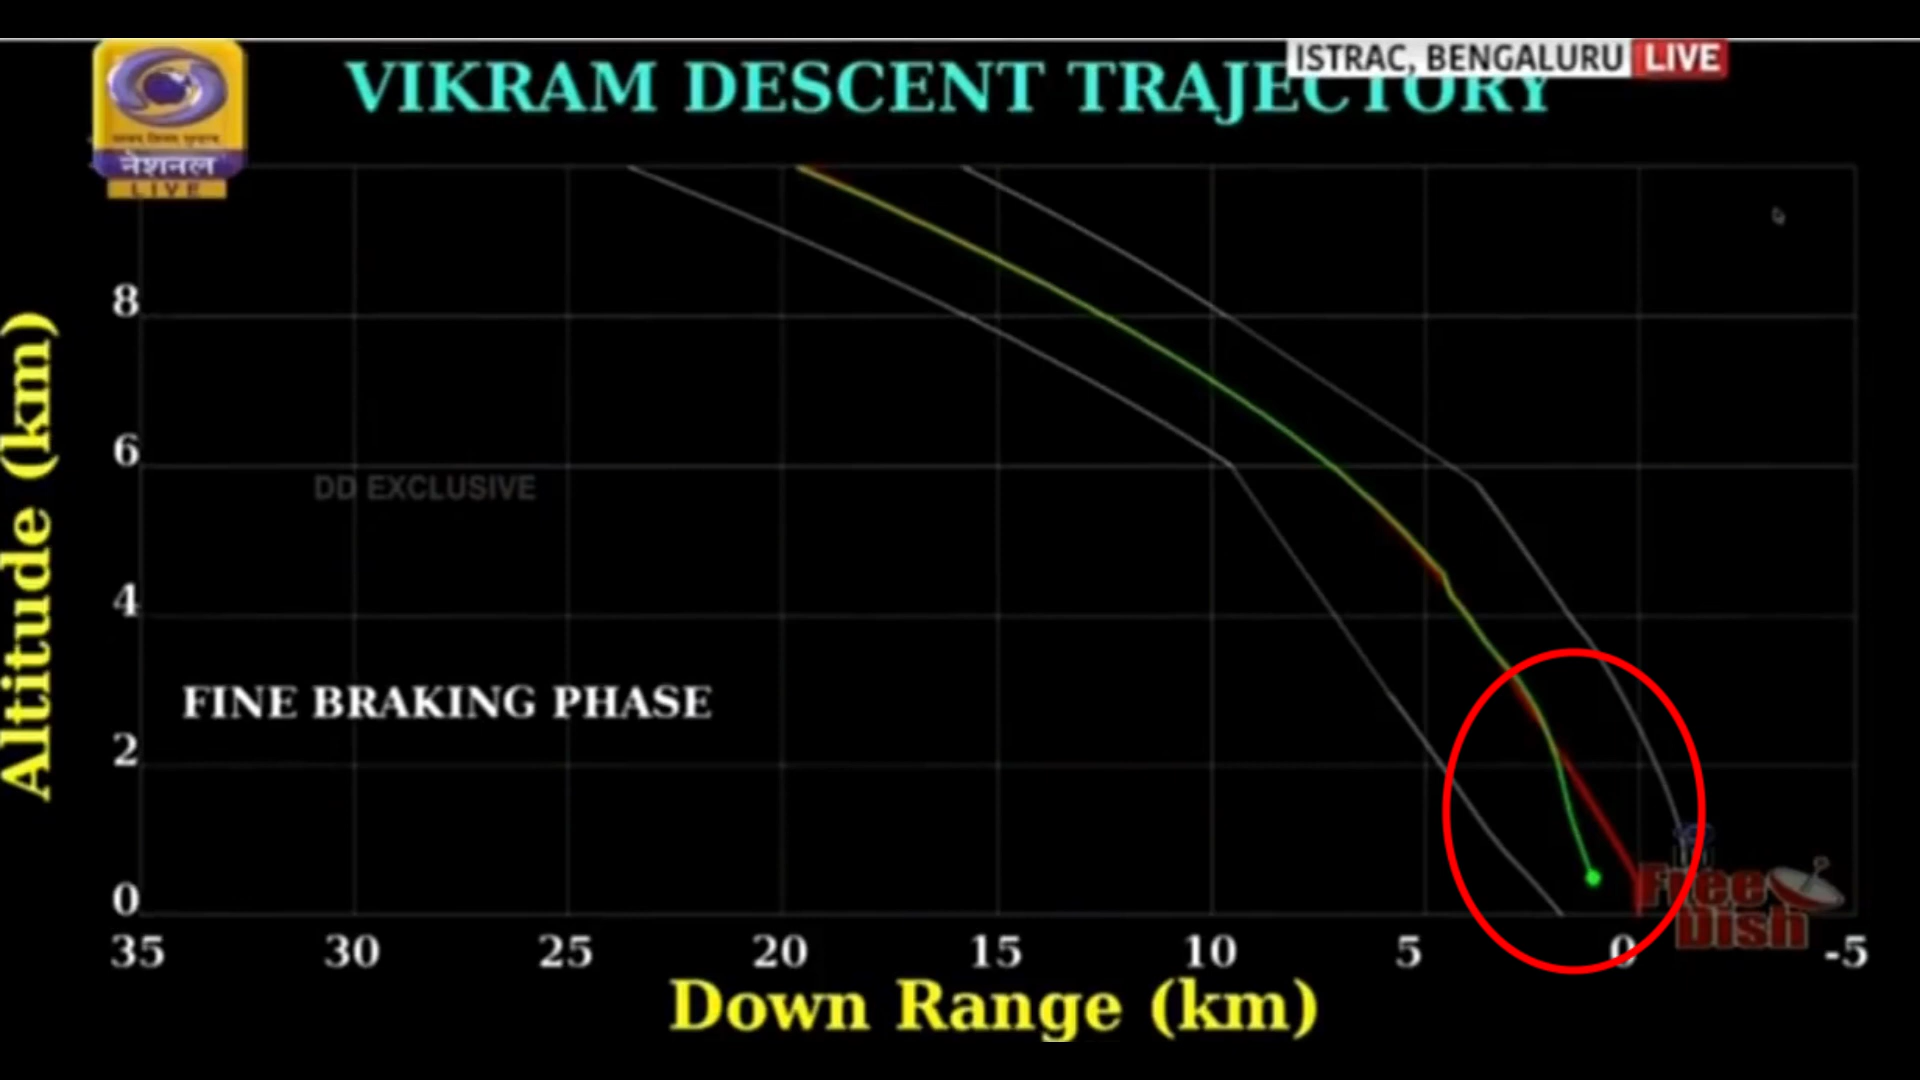 ISTRAC, BENGALURU LIVE
VIKRAM DESCENT TRAJECTORY
नेशनल
LIVE
8
6
DD EXCLUSIVE
4
FINE BRAKING PHASE
2
0
Altitude (km)
35 30 25 20 15 10 5 0 -5
Free
Dish
Down Range (km)